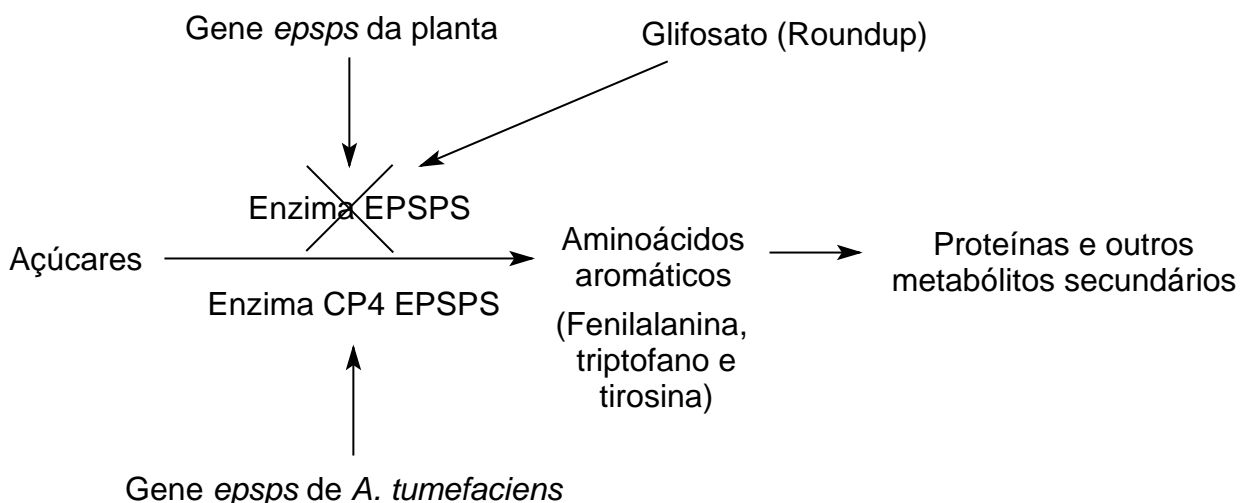 Gene epsps da planta
Glifosato (Roundup)
Enzima EPSPS
Açúcares
Enzima CP4 EPSPS
Aminoácidos
aromáticos
(Fenilalanina,
triptofano e
tirosina)
Proteínas e outros
metabólitos secundários
Gene epsps de A. tumefaciens